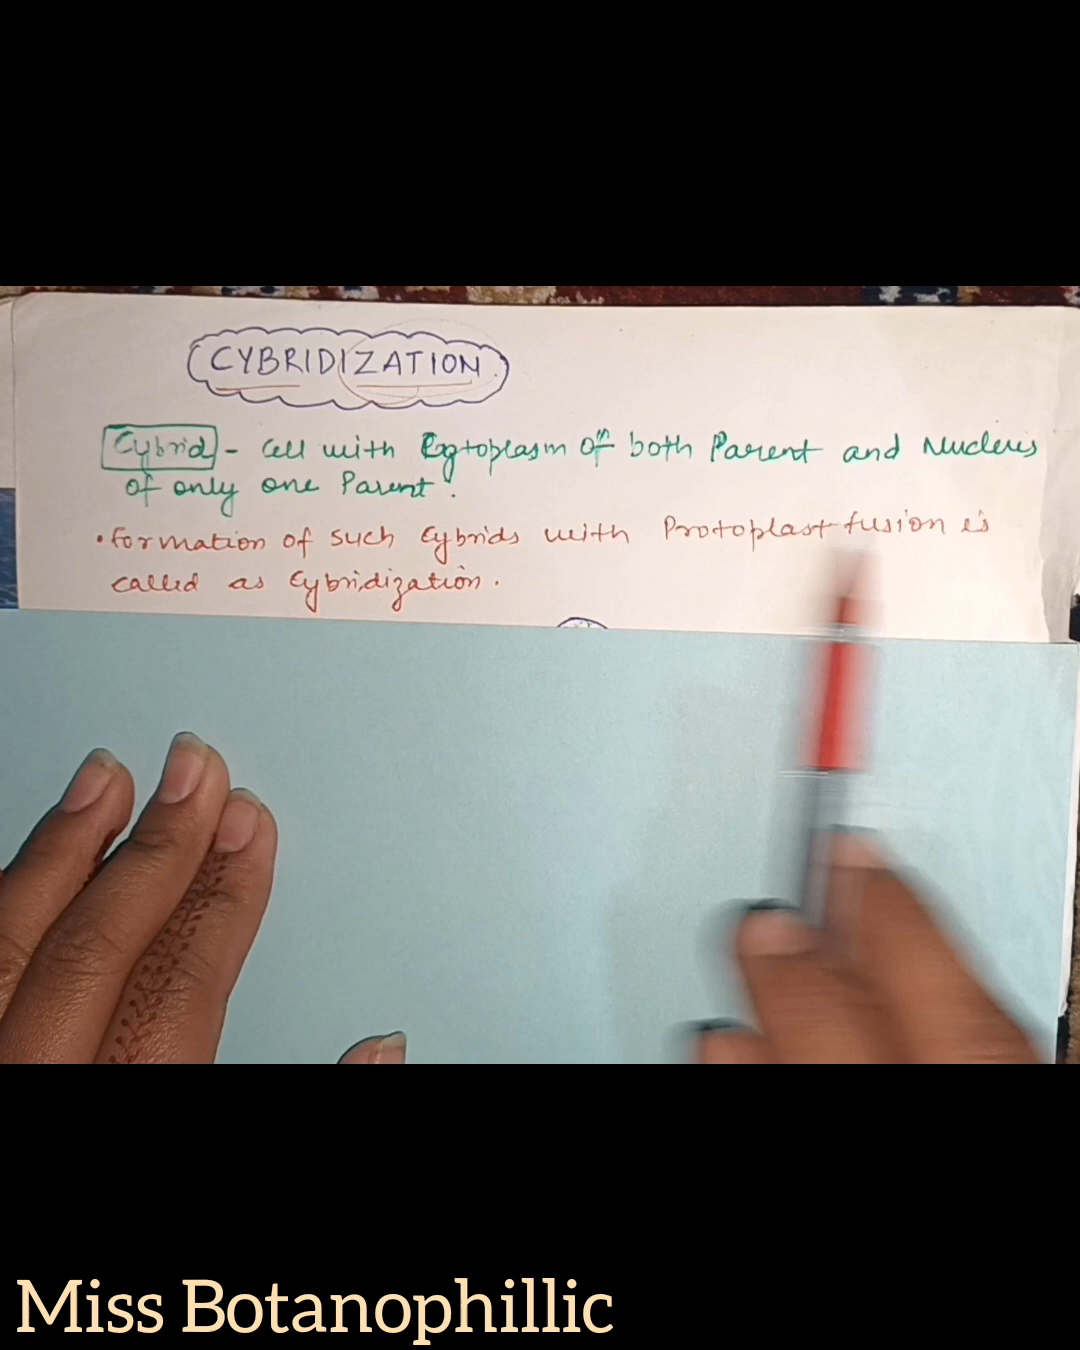 CYBRIDIZATION
Cybrid - Cell with Cytoplasm of both Parent and Nucleus
of only one Parent.
• Formation of such Cybrids with Protoplast fusion is
called as Cybridization.
Miss Botanophillic